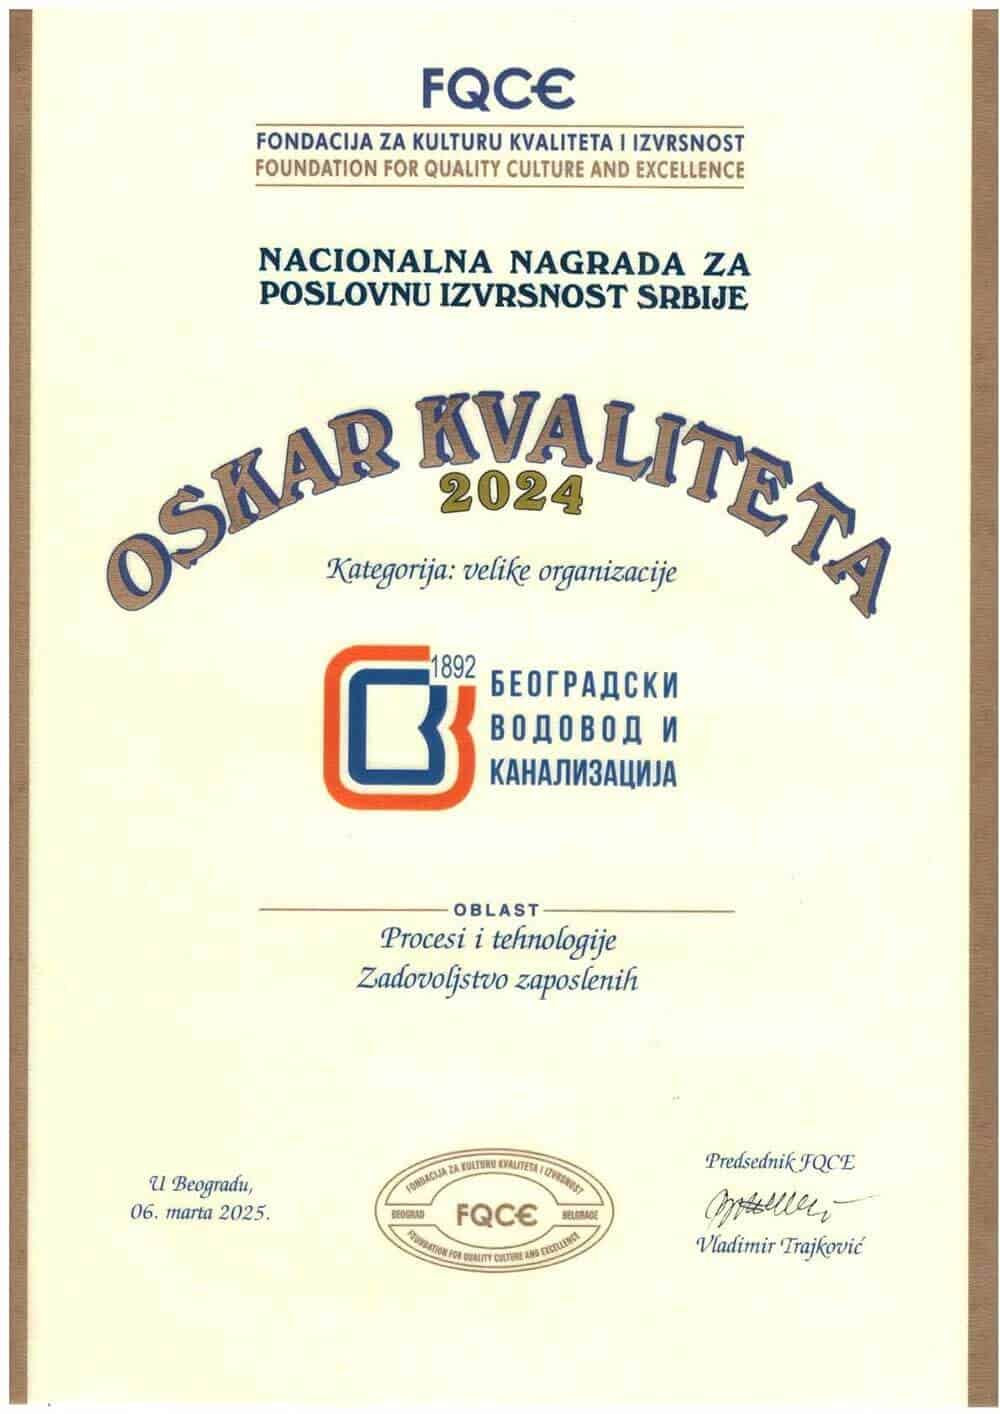 FQCE
FONDACIJA ZA KULTURU KVALITETA I IZVRSNOST
FOUNDATION FOR QUALITY CULTURE AND EXCELLENCE
NACIONALNA NAGRADA ZA
POSLOVNU IZVRSNOST SRBIJE
OSKAR KVALITETA
2024
Kategorija: velike organizacije
1892
БЕОГРАДСКИ
ВОДОВОД И
КАНАЛИЗАЦИЈА
OBLAST
Procesi i tehnologije
Zadovoljstvo zaposlenih
U Beogradu,
06. marta 2025.
FONDACIJA ZA KULTURU KVALITETA I IZVRSNOST
BEOGRAD
FQCE
BELGRADE
FOUNDATION FOR QUALITY CULTURE AND EXCELLENCE
Predsednik FQCE
Vladimir Trajković